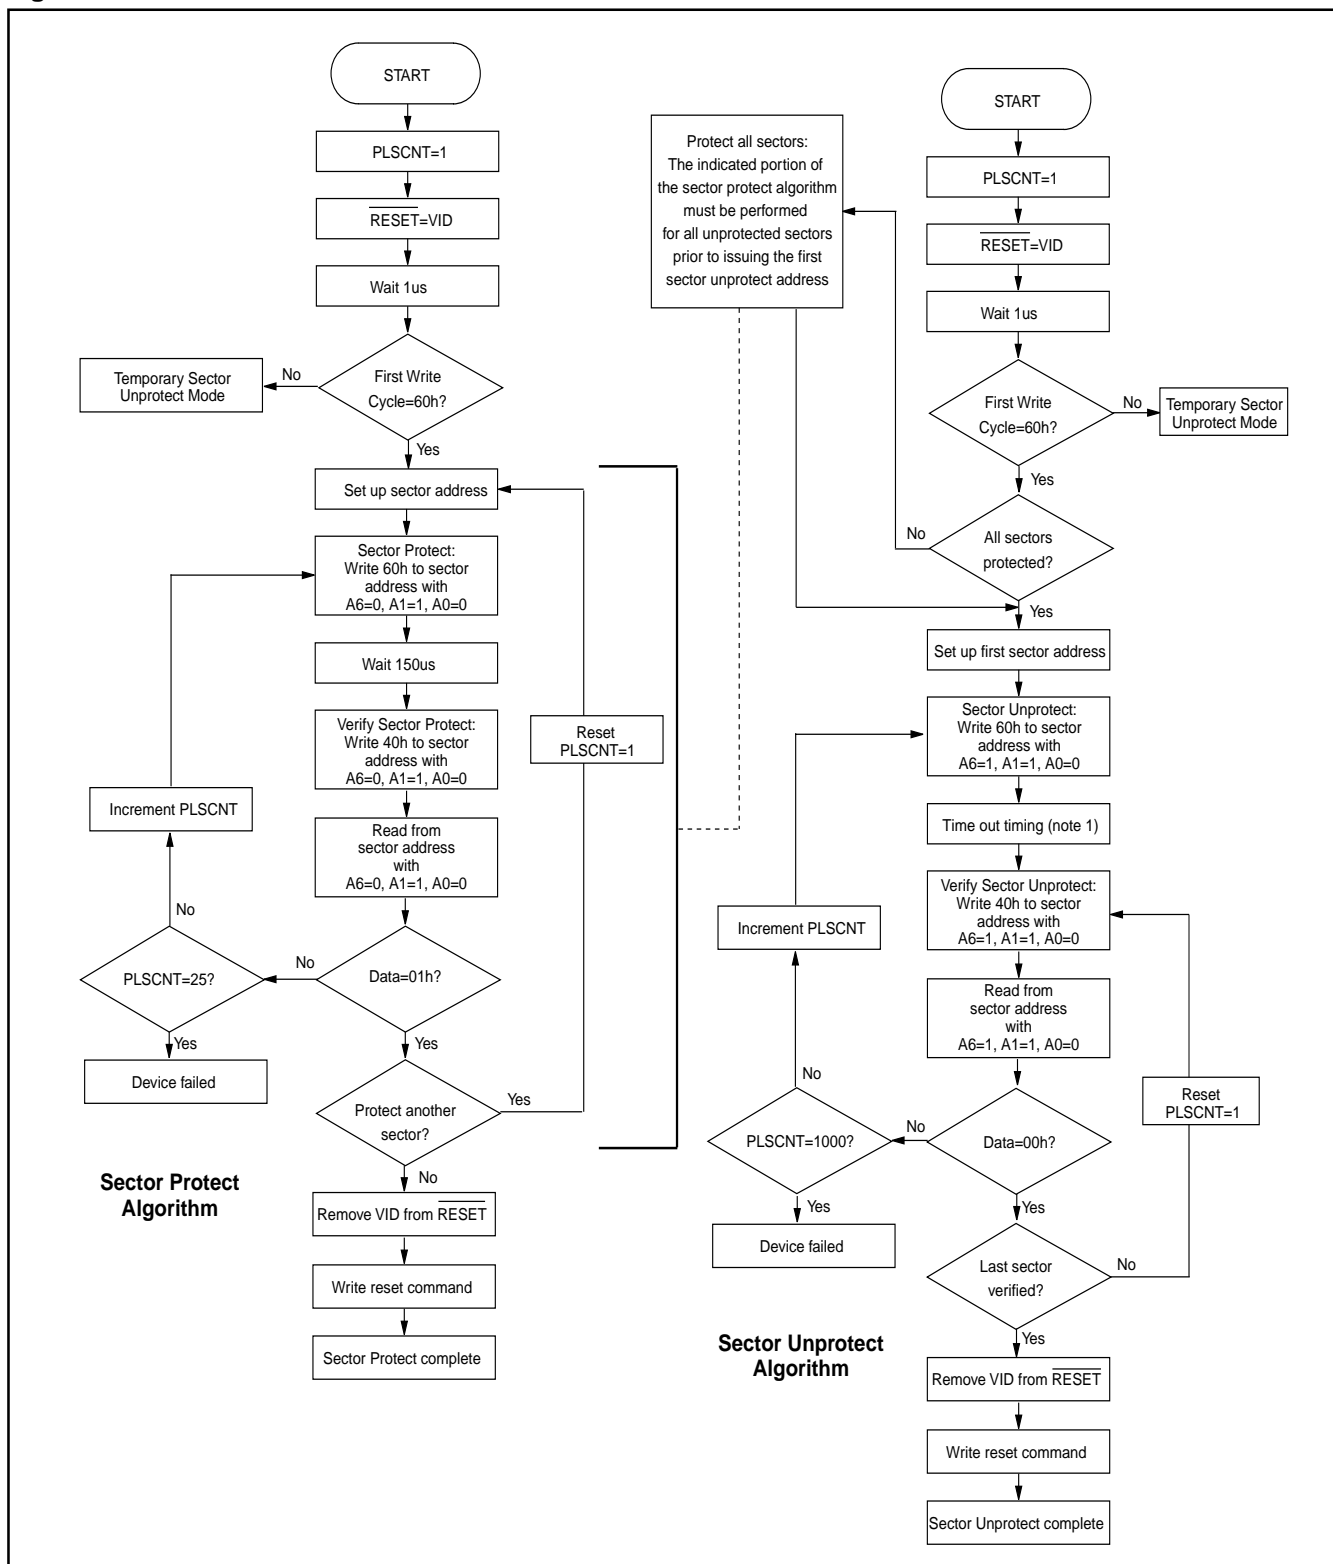 START
PLSCNT=1
RESET=VID
Wait 1us
First Write
Cycle=60h?
No
Temporary Sector
Unprotect Mode
Yes
Set up sector address
Sector Protect:
Write 60h to sector
address with
A6=0, A1=1, A0=0
Wait 150us
Verify Sector Protect:
Write 40h to sector
address with
A6=0, A1=1, A0=0
Reset
PLSCNT=1
Increment PLSCNT
Read from
sector address
with
A6=0, A1=1, A0=0
No
PLSCNT=25?
No
Data=01h?
Yes
Yes
Device failed
Protect another
sector?
Yes
No
Sector Protect
Algorithm
Remove VID from RESET
Write reset command
Sector Protect complete
Protect all sectors:
The indicated portion of
the sector protect algorithm
must be performed
for all unprotected sectors
prior to issuing the first
sector unprotect address
START
PLSCNT=1
RESET=VID
Wait 1us
First Write
Cycle=60h?
No
Temporary Sector
Unprotect Mode
Yes
No
All sectors
protected?
Yes
Set up first sector address
Sector Unprotect:
Write 60h to sector
address with
A6=1, A1=1, A0=0
Time out timing (note 1)
Verify Sector Unprotect:
Write 40h to sector
address with
A6=1, A1=1, A0=0
Increment PLSCNT
Read from
sector address
with
A6=1, A1=1, A0=0
No
Reset
PLSCNT=1
PLSCNT=1000?
No
Data=00h?
Yes
Yes
Device failed
Last sector
verified?
No
Yes
Sector Unprotect
Algorithm
Remove VID from RESET
Write reset command
Sector Unprotect complete